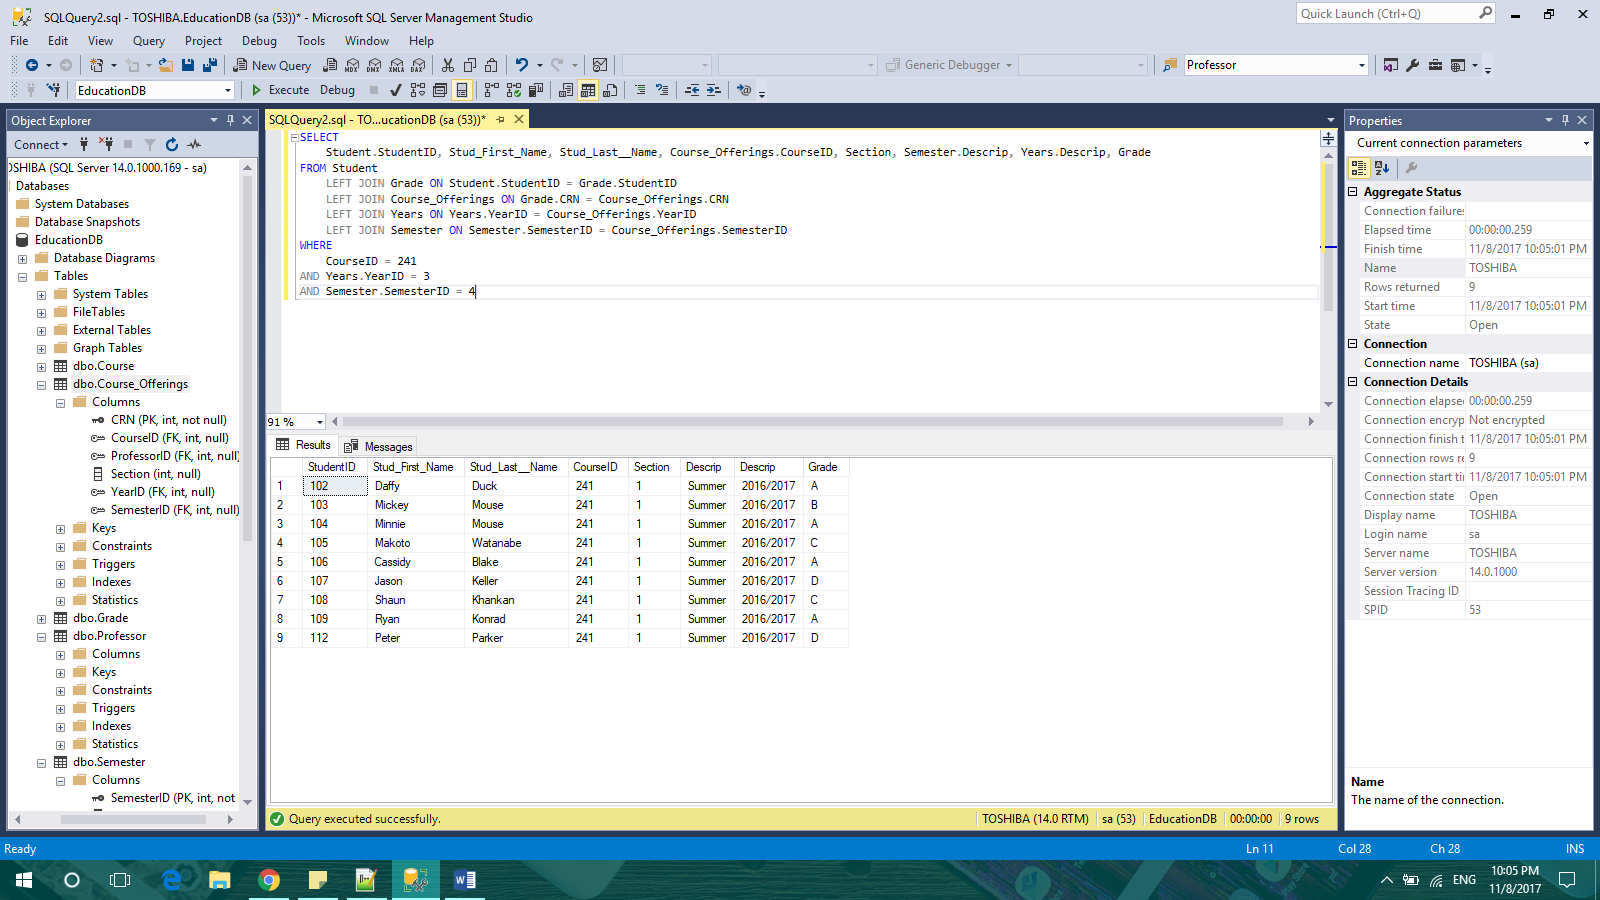 SQLQuery2.sql - TOSHIBA.EducationDB (sa (53))* - Microsoft SQL Server Management Studio
Quick Launch (Ctrl+Q)
File Edit View Query Project Debug Tools Window Help
New Query MDX DMX XMLA DAX Generic Debugger Professor
EducationDB Execute Debug
Object Explorer
Connect
OSHIBA (SQL Server 14.0.1000.169 - sa)
Databases
System Databases
Database Snapshots
EducationDB
Database Diagrams
Tables
System Tables
FileTables
External Tables
Graph Tables
dbo.Course
dbo.Course_Offerings
Columns
CRN (PK, int, not null)
CourseID (FK, int, null)
ProfessorID (FK, int, null)
Section (int, null)
YearID (FK, int, null)
SemesterID (FK, int, null)
Keys
Constraints
Triggers
Indexes
Statistics
dbo.Grade
dbo.Professor
Columns
Keys
Constraints
Triggers
Indexes
Statistics
dbo.Semester
Columns
SemesterID (PK, int, not
SQLQuery2.sql - TO...ucationDB (sa (53))*
SELECT
Student.StudentID, Stud_First_Name, Stud_Last__Name, Course_Offerings.CourseID, Section, Semester.Descrip, Years.Descrip, Grade
FROM Student
LEFT JOIN Grade ON Student.StudentID = Grade.StudentID
LEFT JOIN Course_Offerings ON Grade.CRN = Course_Offerings.CRN
LEFT JOIN Years ON Years.YearID = Course_Offerings.YearID
LEFT JOIN Semester ON Semester.SemesterID = Course_Offerings.SemesterID
WHERE
CourseID = 241
AND Years.YearID = 3
AND Semester.SemesterID = 4
91 %
Results Messages
StudentID Stud_First_Name Stud_Last__Name CourseID Section Descrip Descrip Grade
1 102 Daffy Duck 241 1 Summer 2016/2017 A
2 103 Mickey Mouse 241 1 Summer 2016/2017 B
3 104 Minnie Mouse 241 1 Summer 2016/2017 A
4 105 Makoto Watanabe 241 1 Summer 2016/2017 C
5 106 Cassidy Blake 241 1 Summer 2016/2017 A
6 107 Jason Keller 241 1 Summer 2016/2017 D
7 108 Shaun Khankan 241 1 Summer 2016/2017 C
8 109 Ryan Konrad 241 1 Summer 2016/2017 A
9 112 Peter Parker 241 1 Summer 2016/2017 D
Query executed successfully. TOSHIBA (14.0 RTM) sa (53) EducationDB 00:00:00 9 rows
Properties
Current connection parameters
Aggregate Status
Connection failures
Elapsed time 00:00:00.259
Finish time 11/8/2017 10:05:01 PM
Name TOSHIBA
Rows returned 9
Start time 11/8/2017 10:05:01 PM
State Open
Connection
Connection name TOSHIBA (sa)
Connection Details
Connection elapse 00:00:00.259
Connection encryp Not encrypted
Connection finish t 11/8/2017 10:05:01 PM
Connection rows re 9
Connection start ti 11/8/2017 10:05:01 PM
Connection state Open
Display name TOSHIBA
Login name sa
Server name TOSHIBA
Server version 14.0.1000
Session Tracing ID
SPID 53
Name
The name of the connection.
Ready Ln 11 Col 28 Ch 28 INS
ENG 10:05 PM
11/8/2017